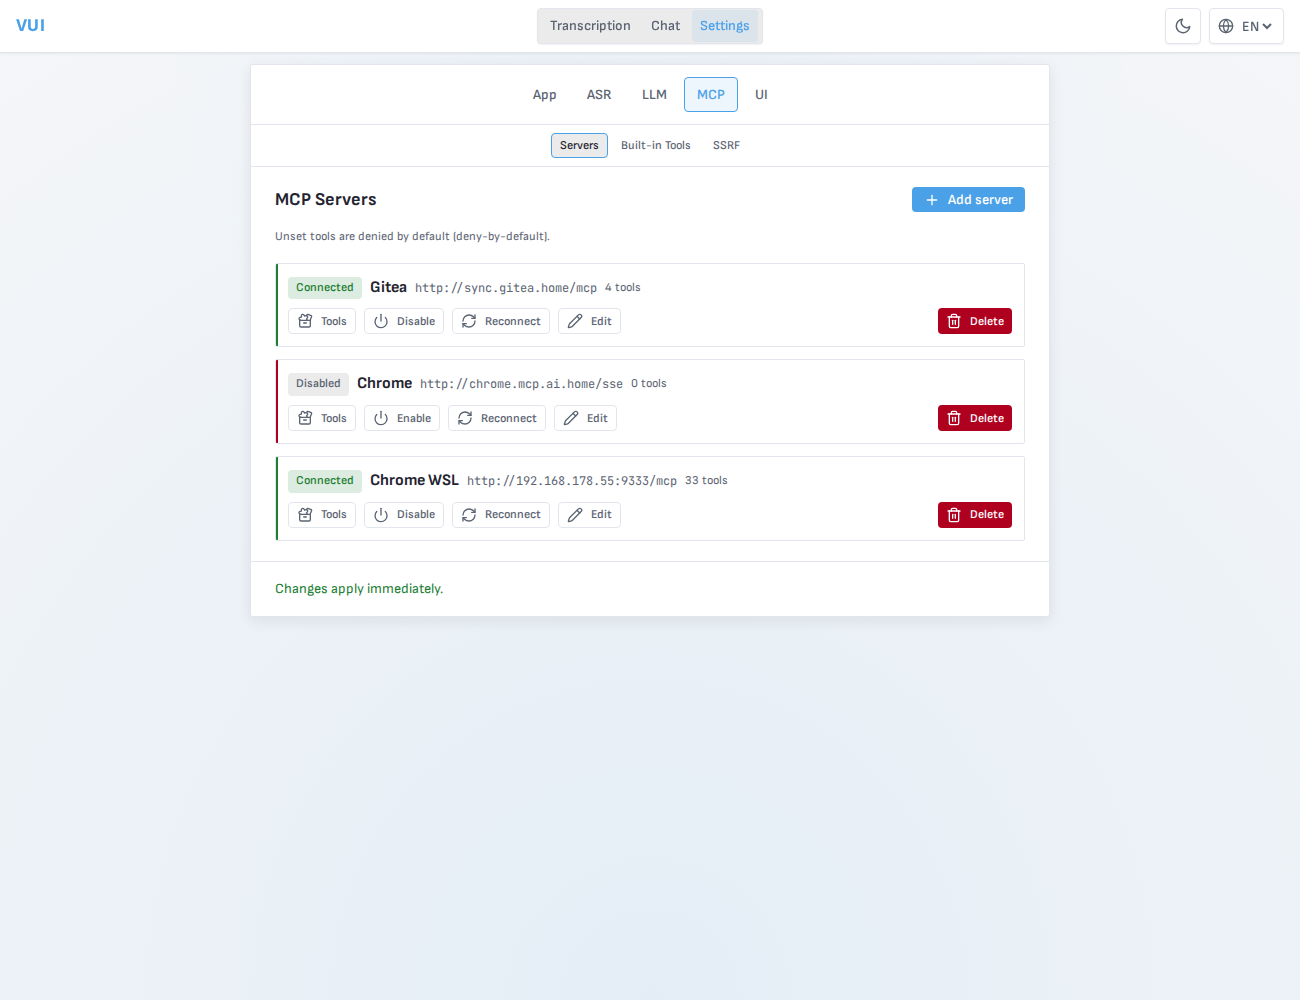 VUI
Transcription Chat Settings
EN
App ASR LLM MCP UI
Servers Built-in Tools SSRF
MCP Servers
Add server
Unset tools are denied by default (deny-by-default).
Connected Gitea http://sync.gitea.home/mcp 4 tools
Tools Disable Reconnect Edit Delete
Disabled Chrome http://chrome.mcp.ai.home/sse 0 tools
Tools Enable Reconnect Edit Delete
Connected Chrome WSL http://192.168.178.55:9333/mcp 33 tools
Tools Disable Reconnect Edit Delete
Changes apply immediately.